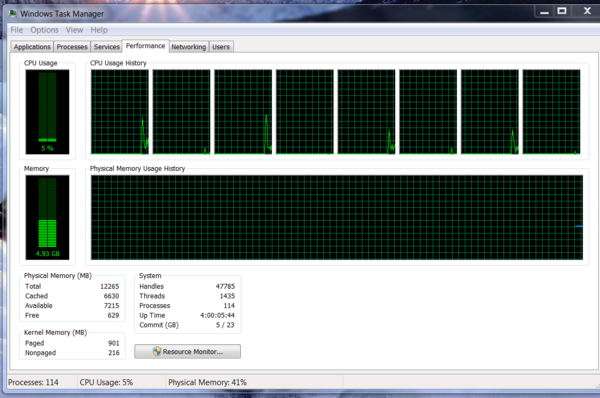 Windows Task Manager
File Options View Help
Applications Processes Services Performance Networking Users
CPU Usage CPU Usage History
5 %
Memory Physical Memory Usage History
4.93 GB
Physical Memory (MB)
Total 12265
Cached 6630
Available 7215
Free 629
Kernel Memory (MB)
Paged 901
Nonpaged 216
System
Handles 47785
Threads 1435
Processes 114
Up Time 4:00:05:44
Commit (GB) 5 / 23
Resource Monitor...
Processes: 114 CPU Usage: 5% Physical Memory: 41%